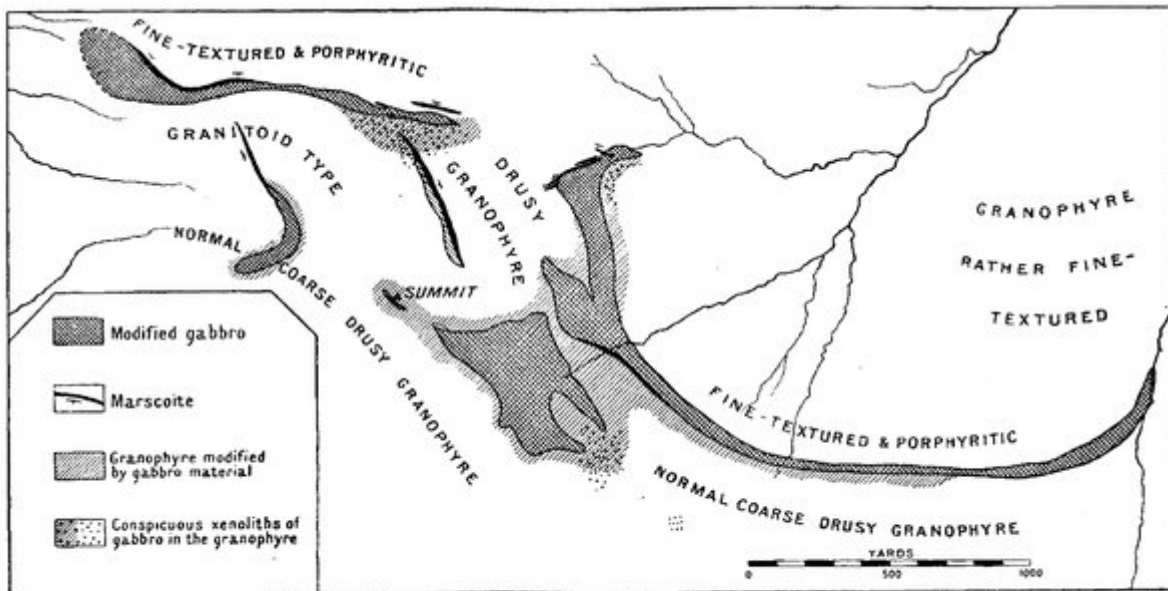 FINE-TEXTURED & PORPHYRITIC
GRANITOID TYPE
DRUSY
GRANOPHYRE
NORMAL COARSE DRUSY GRANOPHYRE
SUMMIT
GRANOPHYRE
RATHER FINE-
TEXTURED
FINE-TEXTURED & PORPHYRITIC
NORMAL COARSE DRUSY GRANOPHYRE
Modified gabbro
Marscoite
Granophyre modified
by gabbro material
Conspicuous xenoliths of
gabbro in the granophyre
YARDS
0 500 1000